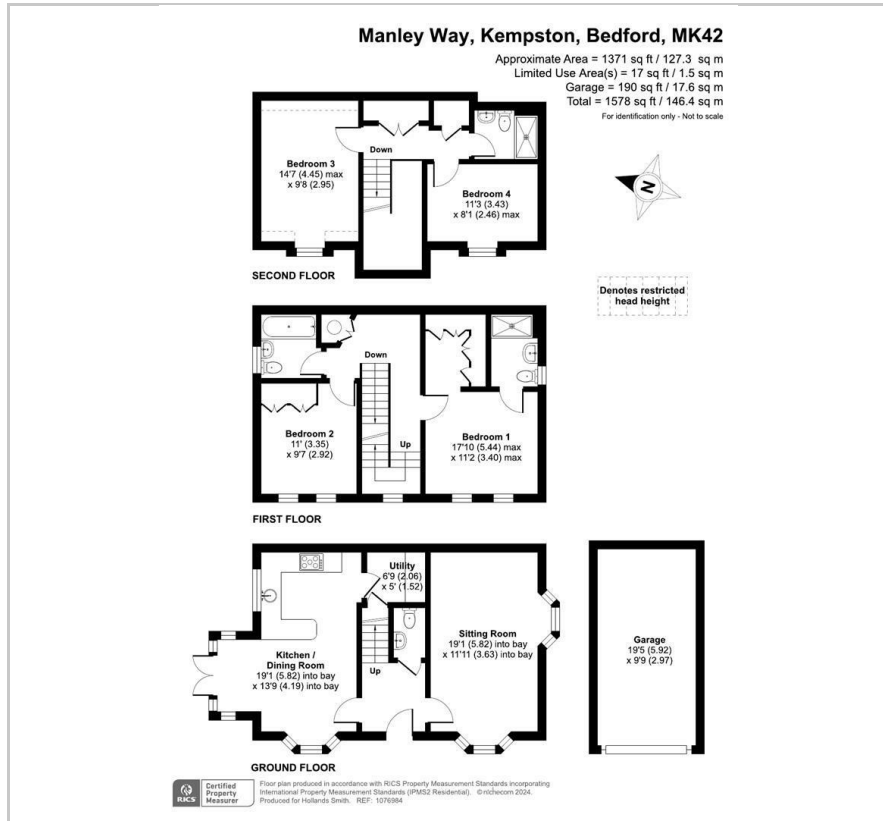 Manley Way, Kempston, Bedford, MK42
Approximate Area = 1371 sq ft / 127.3 sq m
Limited Use Area(s) = 17 sq ft / 1.5 sq m
Garage = 190 sq ft / 17.6 sq m
Total = 1578 sq ft / 146.4 sq m
For identification only - Not to scale
N
Denotes restricted
head height
Bedroom 3
14'7 (4.45) max
x 9'8 (2.95)
Down
Bedroom 4
11'3 (3.43)
x 8'1 (2.46) max
SECOND FLOOR
Down
Bedroom 2
11' (3.35)
x 9'7 (2.92)
Up
Bedroom 1
17'10 (5.44) max
x 11'2 (3.40) max
FIRST FLOOR
Utility
6'9 (2.06)
x 5' (1.52)
Kitchen /
Dining Room
19'1 (5.82) into bay
x 13'9 (4.19) into bay
Up
Sitting Room
19'1 (5.82) into bay
x 11'11 (3.63) into bay
Garage
19'5 (5.92)
x 9'9 (2.97)
GROUND FLOOR
RICS
Certified
Property
Measurer
Floor plan produced in accordance with RICS Property Measurement Standards incorporating
International Property Measurement Standards (IPMS2 Residential). ©nichecom 2024.
Produced for Hollands Smith. REF: 1076984